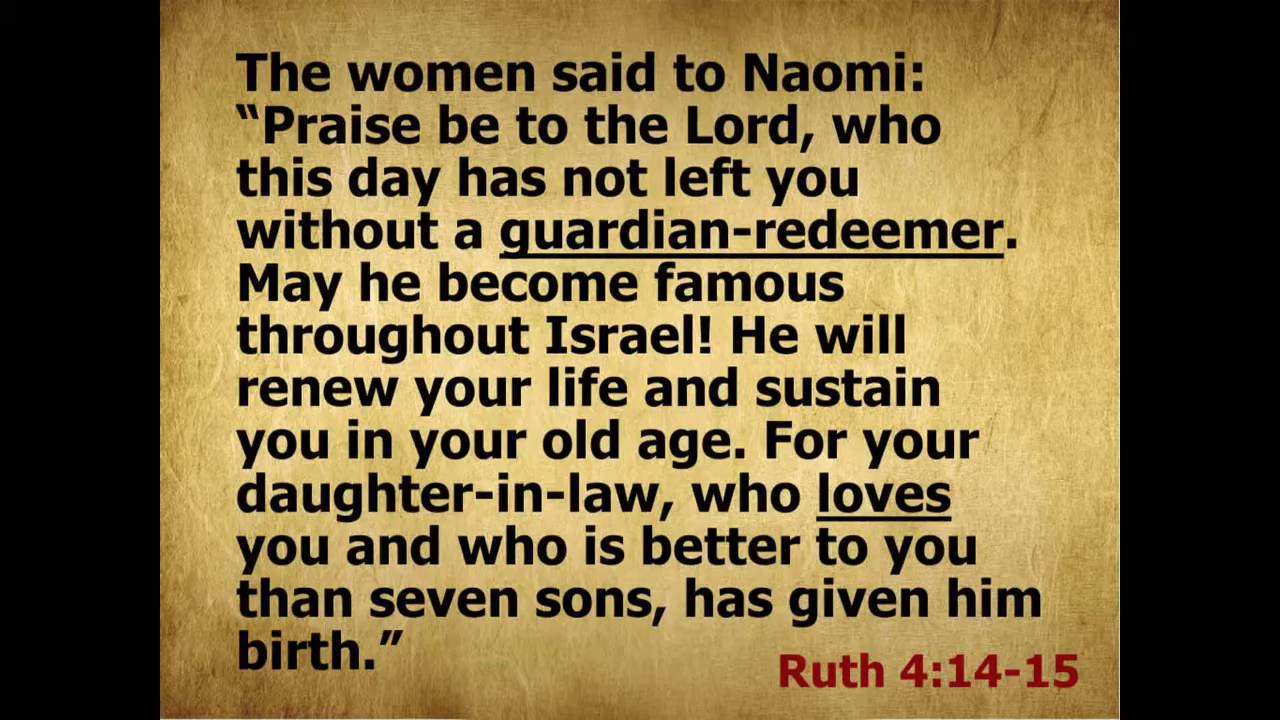 The women said to Naomi:
“Praise be to the Lord, who
this day has not left you
without a guardian-redeemer.
May he become famous
throughout Israel! He will
renew your life and sustain
you in your old age. For your
daughter-in-law, who loves
you and who is better to you
than seven sons, has given him
birth.”
Ruth 4:14-15